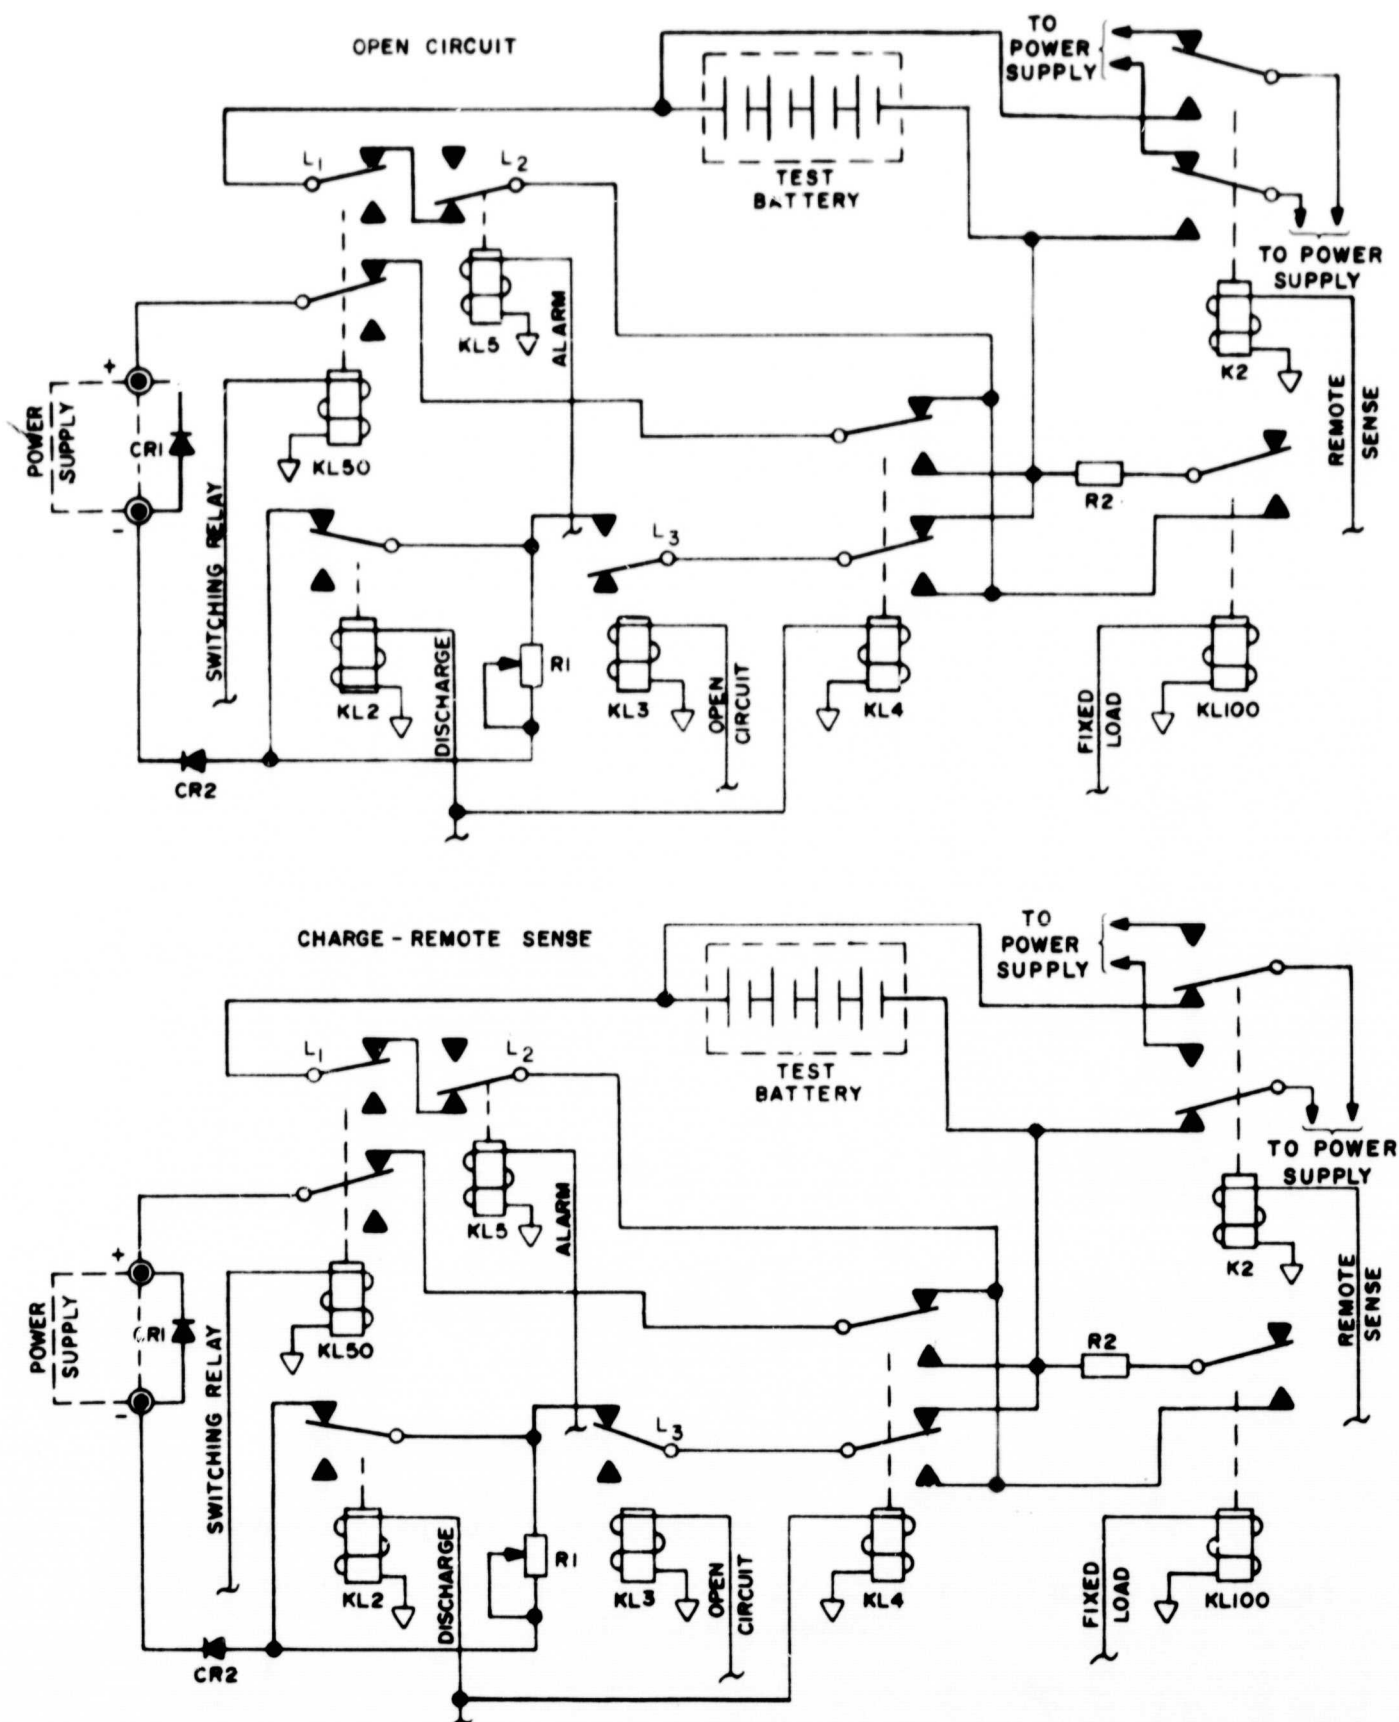 OPEN CIRCUIT
TO
POWER
SUPPLY
L1
L2
TEST
BATTERY
TO POWER
SUPPLY
KL5
ALARM
K2
+
POWER
SUPPLY
CR1
KL50
REMOTE
SENSE
R2
-
SWITCHING RELAY
L3
R1
KL2
DISCHARGE
KL3
OPEN
CIRCUIT
KL4
FIXED
LOAD
KL100
CR2
CHARGE - REMOTE SENSE
TO
POWER
SUPPLY
L1
L2
TEST
BATTERY
TO POWER
SUPPLY
KL5
ALARM
K2
+
POWER
SUPPLY
CR1
KL50
REMOTE
SENSE
R2
-
SWITCHING RELAY
L3
R1
KL2
DISCHARGE
KL3
OPEN
CIRCUIT
KL4
FIXED
LOAD
KL100
CR2